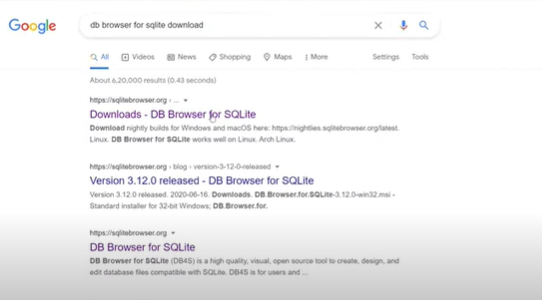 Google
db browser for sqlite download
All Videos News Shopping Maps More Settings Tools
About 6,20,000 results (0.43 seconds)
https://sqlitebrowser.org › ...
Downloads - DB Browser for SQLite
Download nightly builds for Windows and macOS here: https://nightlies.sqlitebrowser.org/latest.
Linux. DB Browser for SQLite works well on Linux. Arch Linux.
https://sqlitebrowser.org › blog › version-3-12-0-released
Version 3.12.0 released - DB Browser for SQLite
Version 3.12.0 released. 2020-06-16. Downloads. DB.Browser.for.SQLite-3.12.0-win32.msi -
Standard installer for 32-bit Windows; DB.Browser.for.
https://sqlitebrowser.org
DB Browser for SQLite
DB Browser for SQLite (DB4S) is a high quality, visual, open source tool to create, design, and
edit database files compatible with SQLite. DB4S is for users and ...